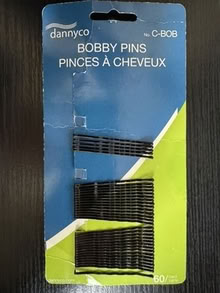 dannyco
No. C-BOB
BOBBY PINS
PINCES À CHEVEUX
60/